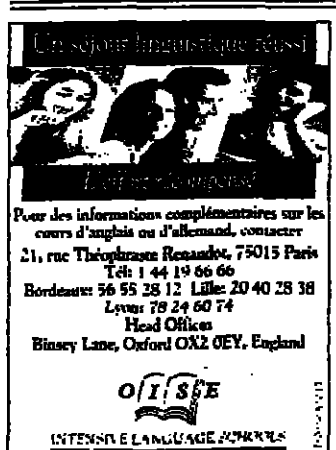 Un séjour linguistique réussi
Pour des informations complémentaires sur les
cours d'anglais ou d'allemand, contacter
21, rue Théophraste Renaudot, 75015 Paris
Tél: 1 44 19 66 66
Bordeaux: 56 55 28 12 Lille: 20 40 28 38
Lyon: 78 24 60 74
Head Office:
Binsey Lane, Oxford OX2 0EY, England
OISE
INTENSIVE LANGUAGE SCHOOLS